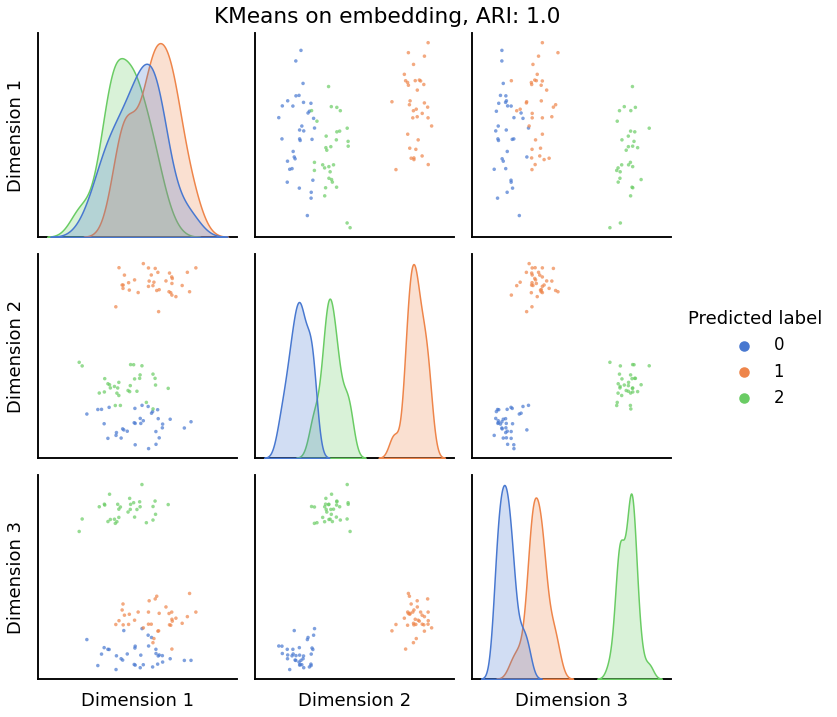 KMeans on embedding, ARI: 1.0
Dimension 1
Dimension 2
Dimension 3
Predicted label
0
1
2
Dimension 1
Dimension 2
Dimension 3